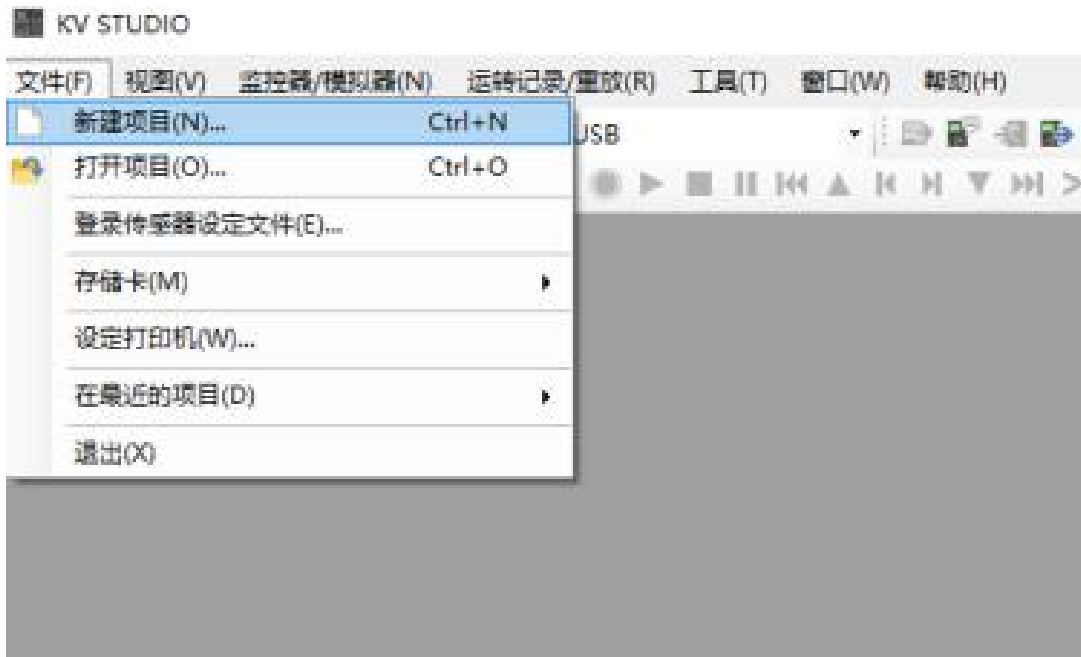 KV STUDIO
文件(F) 视图(V) 监控器/模拟器(N) 运转记录/重放(R) 工具(T) 窗口(W) 帮助(H)
新建项目(N)... Ctrl+N
USB
打开项目(O)... Ctrl+O
登录传感器设定文件(E)...
存储卡(M)
设定打印机(W)...
在最近的项目(D)
退出(X)